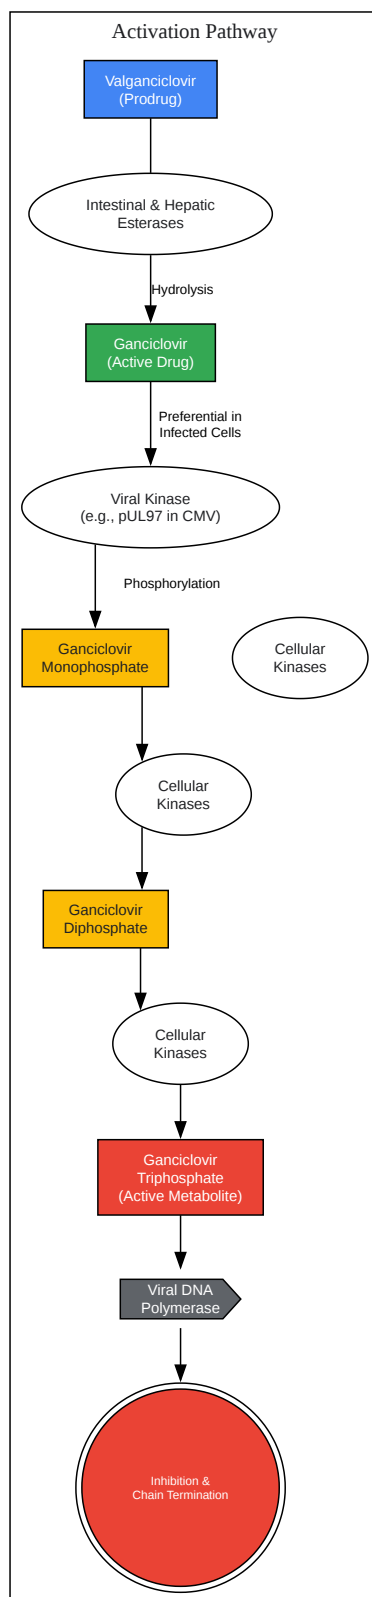 Activation Pathway
Valganciclovir
(Prodrug)
Intestinal & Hepatic
Esterases
Hydrolysis
Ganciclovir
(Active Drug)
Preferential in
Infected Cells
Viral Kinase
(e.g., pUL97 in CMV)
Phosphorylation
Ganciclovir
Monophosphate
Cellular
Kinases
Cellular
Kinases
Ganciclovir
Diphosphate
Cellular
Kinases
Ganciclovir
Triphosphate
(Active Metabolite)
Viral DNA
Polymerase
Inhibition &
Chain Termination